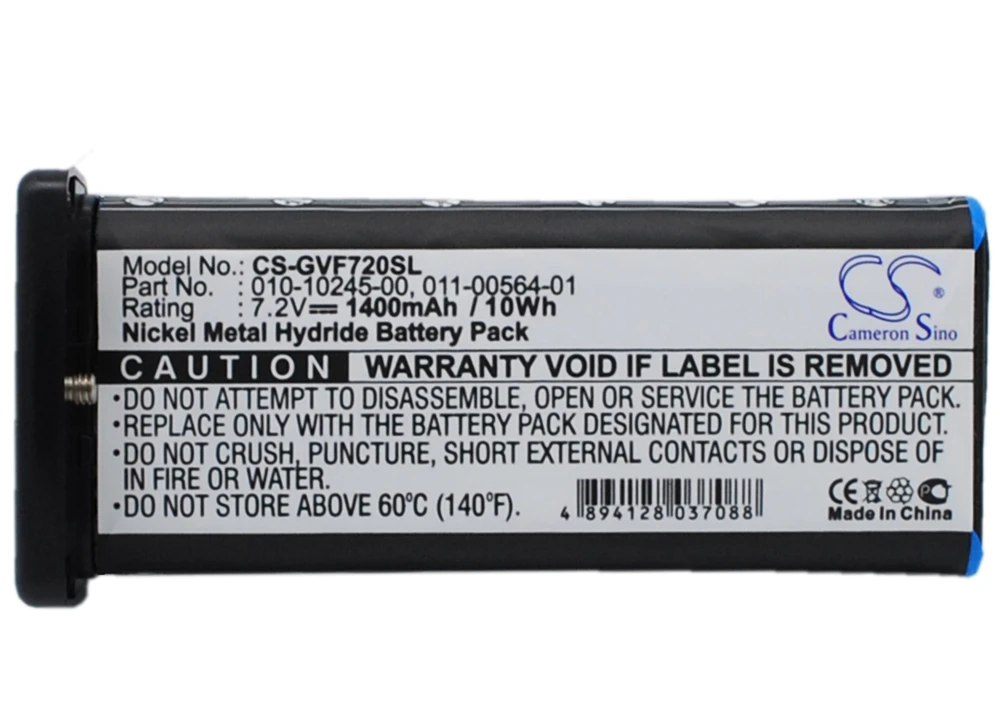 Model No.: CS-GVF720SL
Part No. : 010-10245-00, 011-00564-01
Rating : 7.2V⎓ 1400mAh / 10Wh
Nickel Metal Hydride Battery Pack
CS®
Cameron Sino
CAUTION WARRANTY VOID IF LABEL IS REMOVED
•DO NOT ATTEMPT TO DISASSEMBLE, OPEN OR SERVICE THE BATTERY PACK.
•REPLACE ONLY WITH THE BATTERY PACK DESIGNATED FOR THIS PRODUCT.
•DO NOT CRUSH, PUNCTURE, SHORT EXTERNAL CONTACTS OR DISPOSE
IN FIRE OR WATER.
•DO NOT STORE ABOVE 60°C (140°F).
4 894128 037088
CE
Made In China